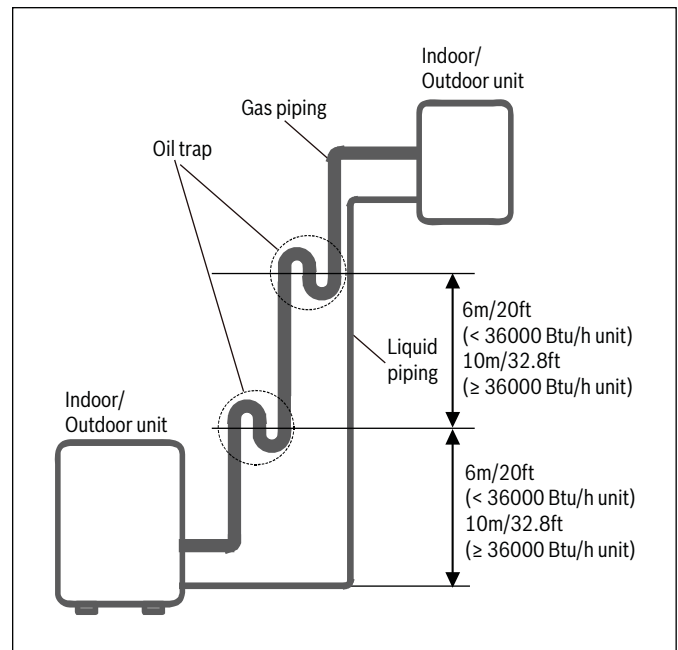 Indoor/
Outdoor unit
Gas piping
Oil trap
6m/20ft
(< 36000 Btu/h unit)
10m/32.8ft
(≥ 36000 Btu/h unit)
Liquid
piping
Indoor/
Outdoor unit
6m/20ft
(< 36000 Btu/h unit)
10m/32.8ft
(≥ 36000 Btu/h unit)